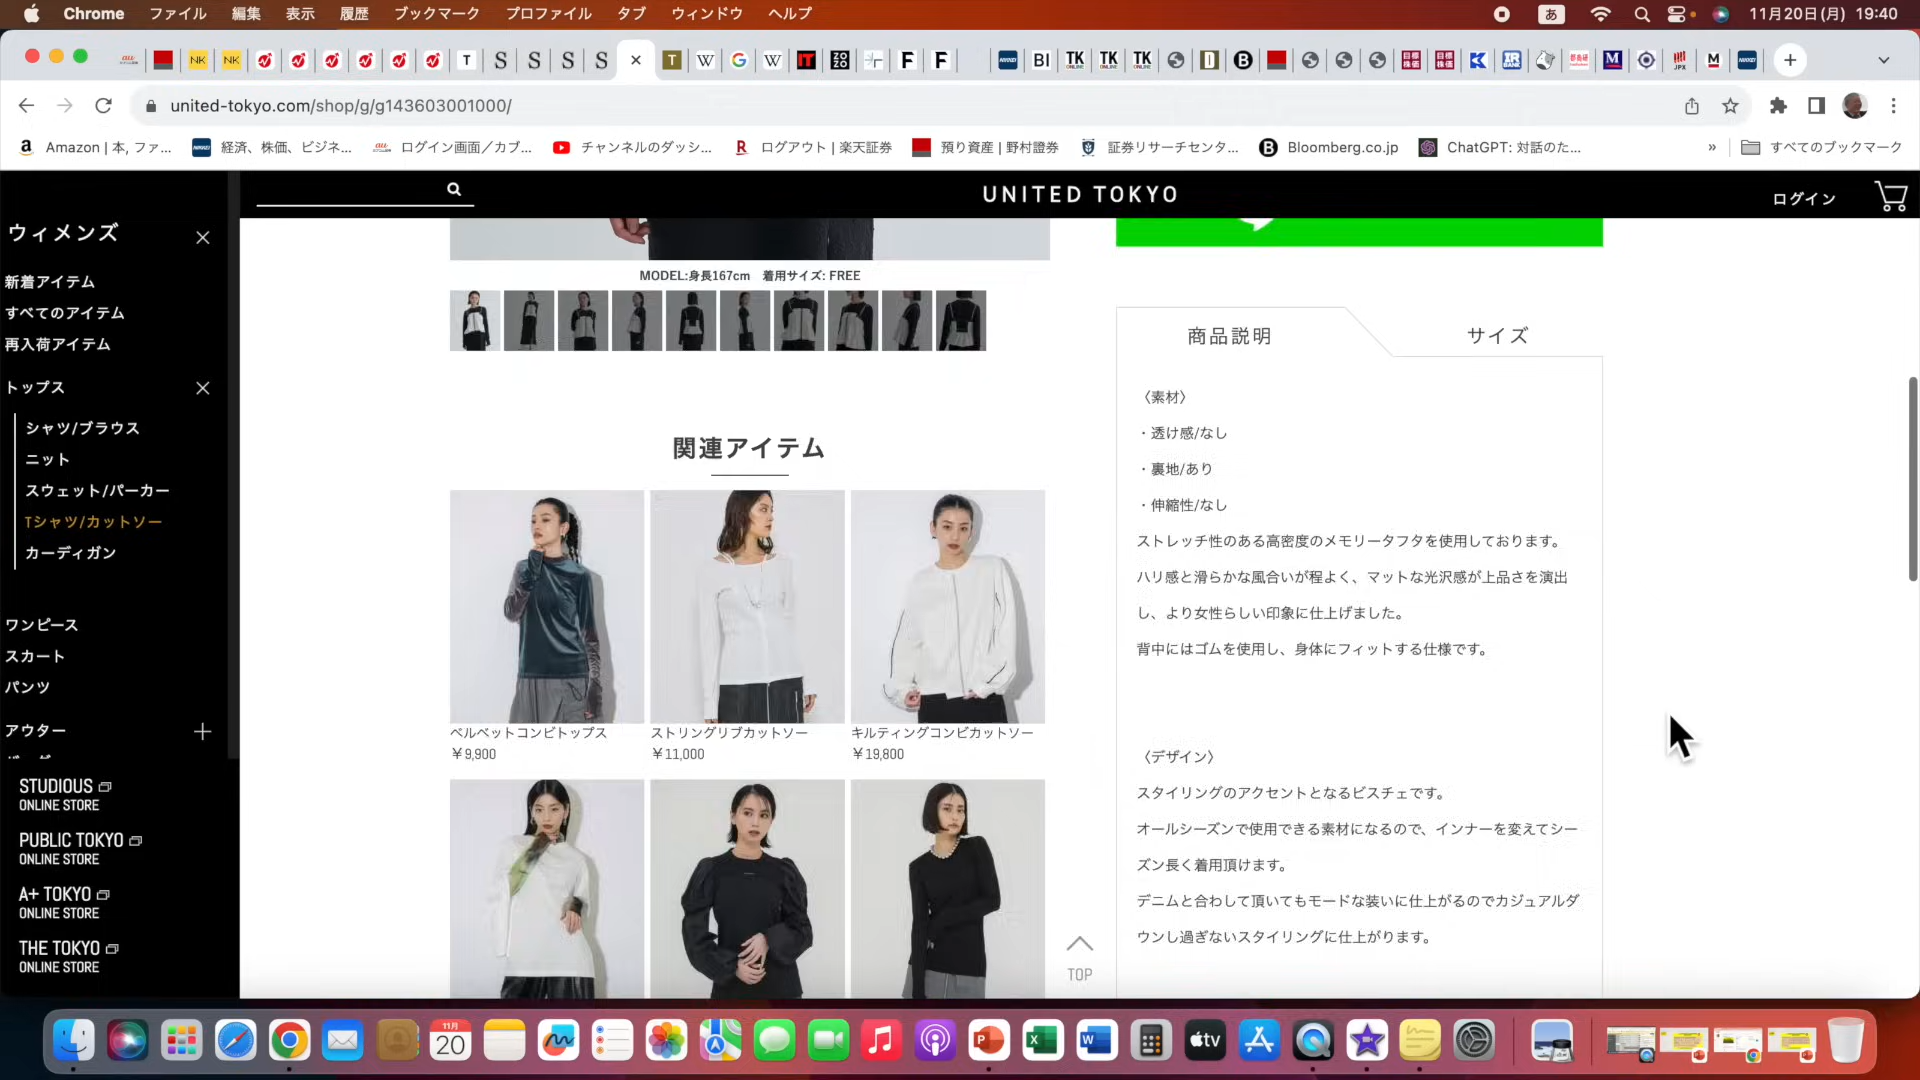 Chrome ファイル 編集 表示 履歴 ブックマーク プロファイル タブ ウィンドウ ヘルプ
あ 11月20日(月) 19:40
united-tokyo.com/shop/g/g143603001000/
Amazon | 本, ファ... 経済、株価、ビジネ... ログイン画面／カブ... チャンネルのダッシ... ログアウト | 楽天証券 預り資産 | 野村證券 証券リサーチセンタ... Bloomberg.co.jp ChatGPT: 対話のた... » すべてのブックマーク
UNITED TOKYO
ログイン
ウィメンズ
新着アイテム
すべてのアイテム
再入荷アイテム
トップス
シャツ/ブラウス
ニット
スウェット/パーカー
Tシャツ/カットソー
カーディガン
ワンピース
スカート
パンツ
アウター
STUDIOUS
ONLINE STORE
PUBLIC TOKYO
ONLINE STORE
A+ TOKYO
ONLINE STORE
THE TOKYO
ONLINE STORE
MODEL:身長167cm 着用サイズ: FREE
関連アイテム
ベルベットコンビトップス
￥9,900
ストリングリブカットソー
￥11,000
キルティングコンビカットソー
￥19,800
TOP
商品説明
サイズ
〈素材〉
・透け感/なし
・裏地/あり
・伸縮性/なし
ストレッチ性のある高密度のメモリータフタを使用しております。
ハリ感と滑らかな風合いが程よく、マットな光沢感が上品さを演出
し、より女性らしい印象に仕上げました。
背中にはゴムを使用し、身体にフィットする仕様です。
〈デザイン〉
スタイリングのアクセントとなるビスチェです。
オールシーズンで使用できる素材になるので、インナーを変えてシー
ズン長く着用頂けます。
デニムと合わして頂いてもモードな装いに仕上がるのでカジュアルダ
ウンし過ぎないスタイリングに仕上がります。
11月
20
tv